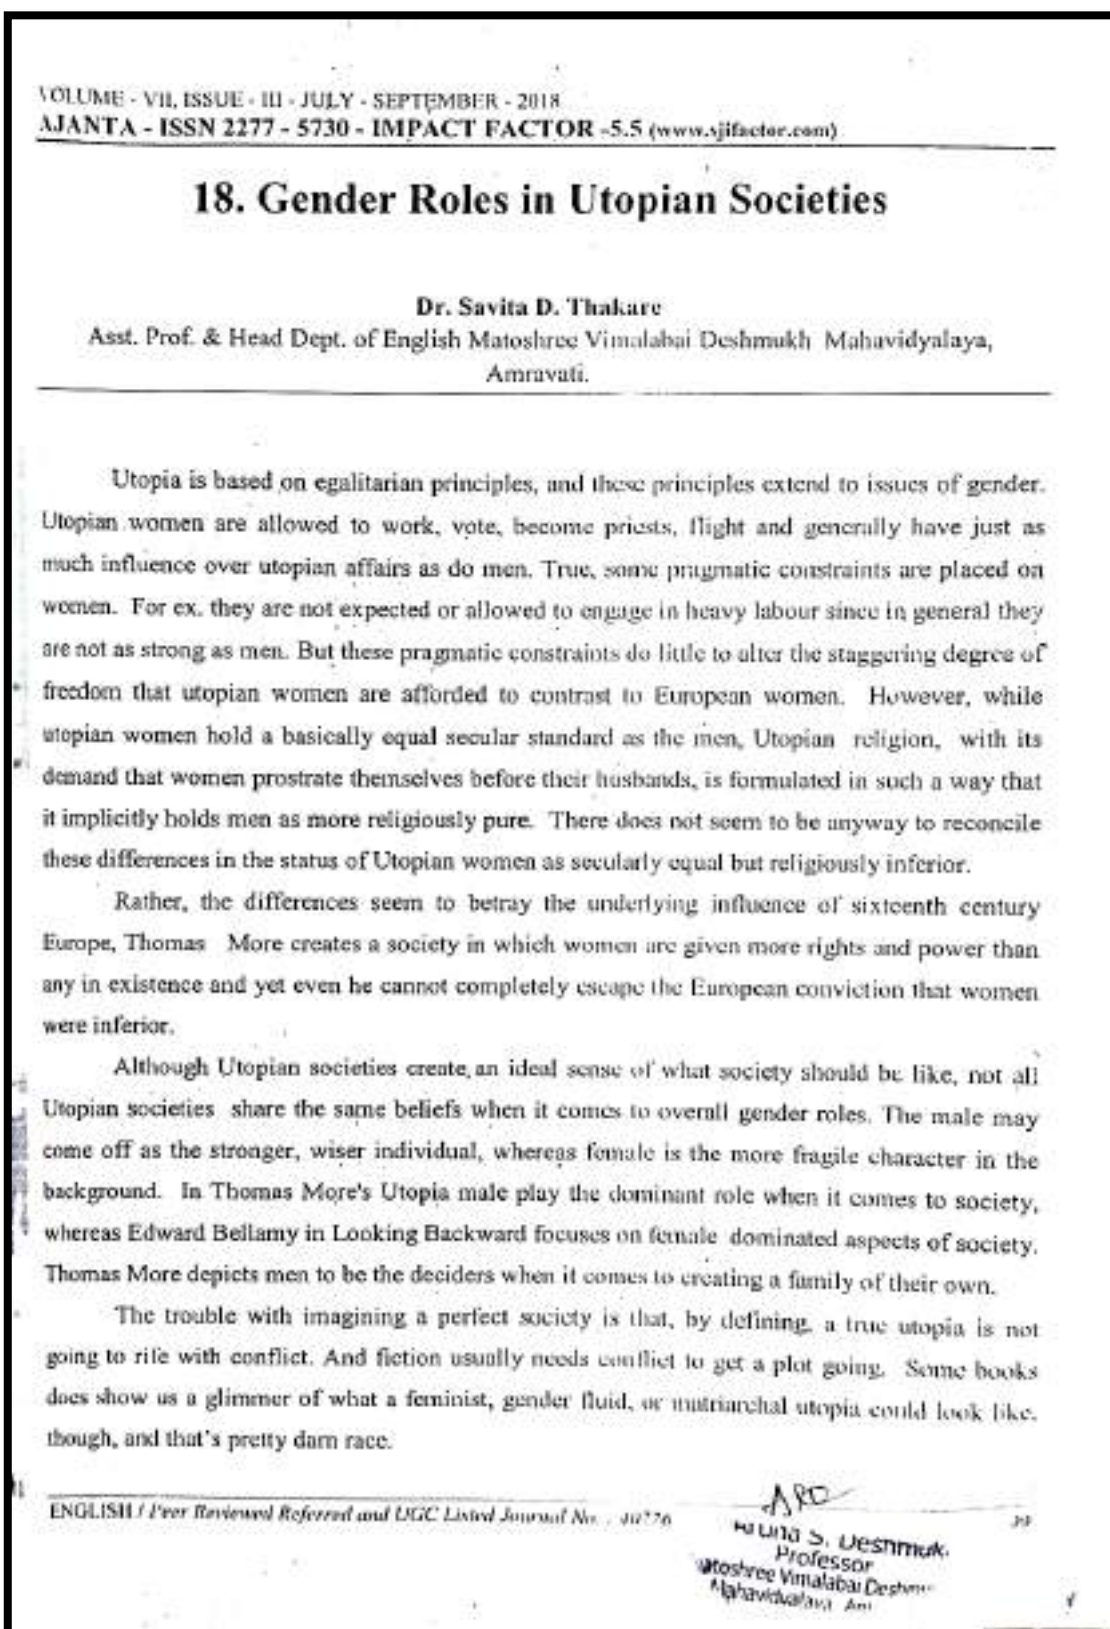 VOLUME - VII, ISSUE - III - JULY - SEPTEMBER - 2018
AJANTA - ISSN 2277 - 5730 - IMPACT FACTOR -5.5 (www.sjifactor.com)
18. Gender Roles in Utopian Societies
Dr. Savita D. Thakare
Asst. Prof. & Head Dept. of English Matoshree Vimalabai Deshmukh Mahavidyalaya,
Amravati.
Utopia is based on egalitarian principles, and these principles extend to issues of gender.
Utopian women are allowed to work, vote, become priests, flight and generally have just as
much influence over utopian affairs as do men. True, some pragmatic constraints are placed on
women. For ex. they are not expected or allowed to engage in heavy labour since in general they
are not as strong as men. But these pragmatic constraints do little to alter the staggering degree of
freedom that utopian women are afforded to contrast to European women. However, while
utopian women hold a basically equal secular standard as the men, Utopian religion, with its
demand that women prostrate themselves before their husbands, is formulated in such a way that
it implicitly holds men as more religiously pure. There does not seem to be anyway to reconcile
these differences in the status of Utopian women as secularly equal but religiously inferior.
Rather, the differences seem to betray the underlying influence of sixteenth century
Europe, Thomas More creates a society in which women are given more rights and power than
any in existence and yet even he cannot completely escape the European conviction that women
were inferior.
Although Utopian societies create an ideal sense of what society should be like, not all
Utopian societies share the same beliefs when it comes to overall gender roles. The male may
come off as the stronger, wiser individual, whereas female is the more fragile character in the
background. In Thomas More's Utopia male play the dominant role when it comes to society,
whereas Edward Bellamy in Looking Backward focuses on female dominated aspects of society.
Thomas More depicts men to be the deciders when it comes to creating a family of their own.
The trouble with imagining a perfect society is that, by defining, a true utopia is not
going to rife with conflict. And fiction usually needs conflict to get a plot going. Some books
does show us a glimmer of what a feminist, gender fluid, or matriarchal utopia could look like,
though, and that's pretty darn race.
ENGLISH / Peer Reviewed Referred and UGC Listed Journal No. : 40776
S. Deshmuk
Professor
atoshree Vimalabai Deshm
Mahavidyalaya, Am